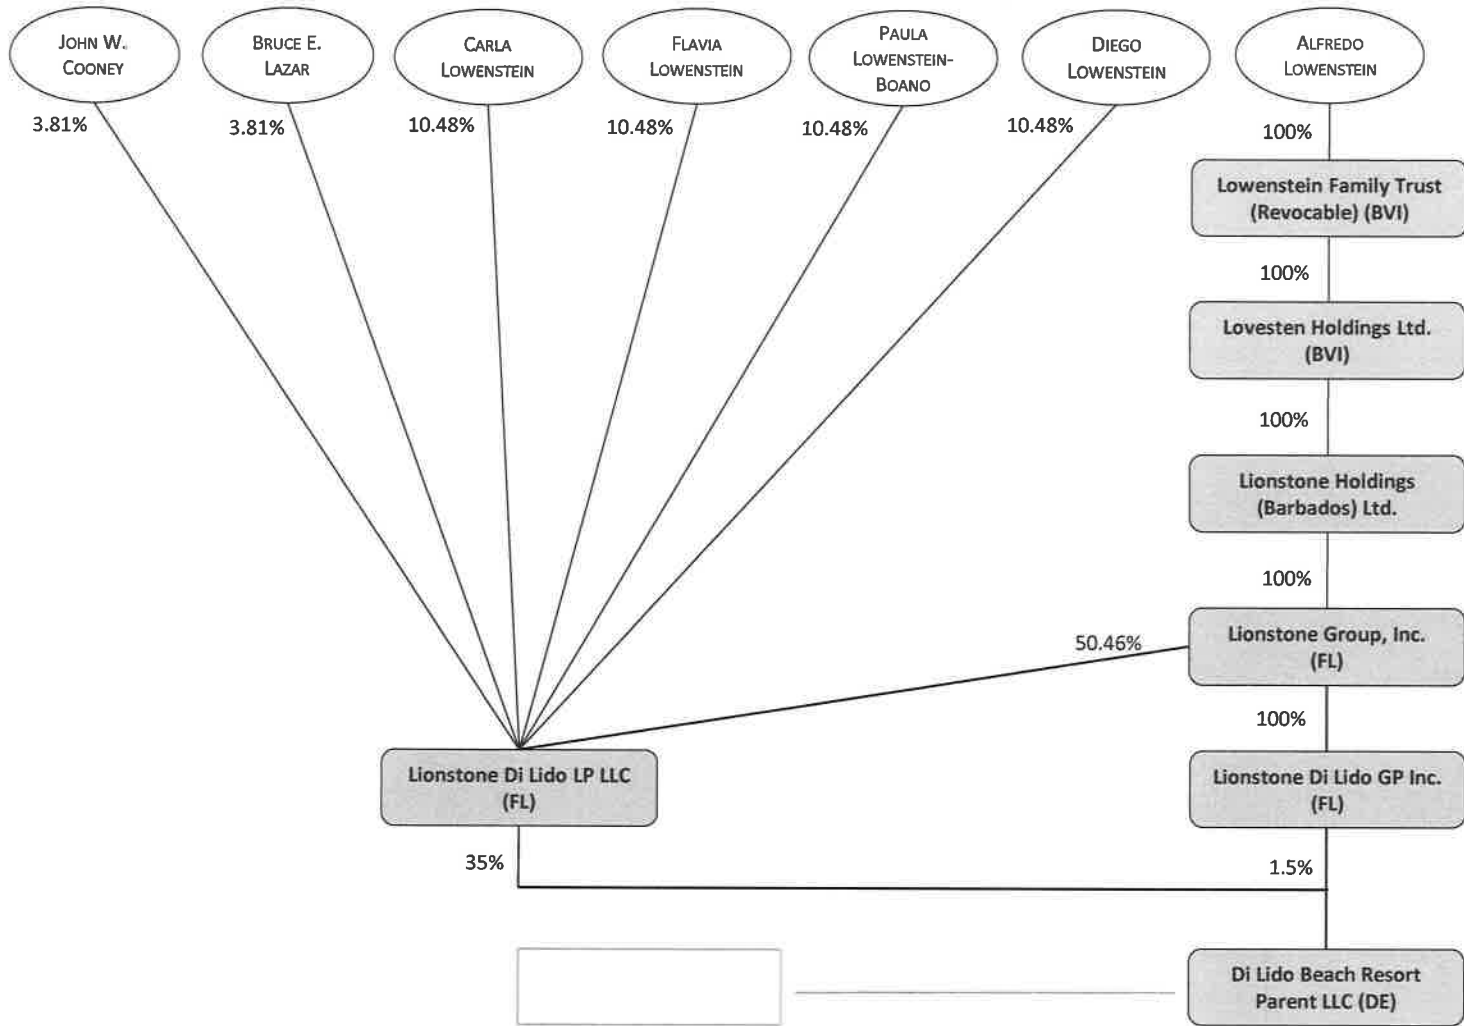 JOHN W.
COONEY
BRUCE E.
LAZAR
CARLA
LOWENSTEIN
FLAVIA
LOWENSTEIN
PAULA
LOWENSTEIN-
BOANO
DIEGO
LOWENSTEIN
ALFREDO
LOWENSTEIN
3.81%
3.81%
10.48%
10.48%
10.48%
10.48%
100%
Lowenstein Family Trust
(Revocable) (BVI)
100%
Lovesten Holdings Ltd.
(BVI)
100%
Lionstone Holdings
(Barbados) Ltd.
100%
50.46%
Lionstone Group, Inc.
(FL)
100%
Lionstone Di Lido LP LLC
(FL)
Lionstone Di Lido GP Inc.
(FL)
35%
1.5%
Di Lido Beach Resort
Parent LLC (DE)